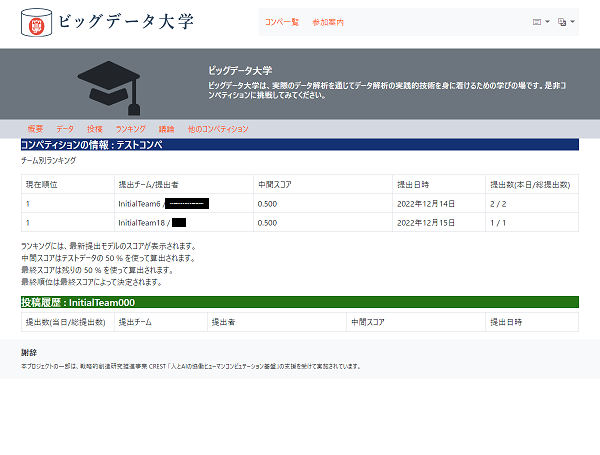 ビッグデータ大学
コンペ一覧 参加案内
ビッグデータ大学
ビッグデータ大学は、実際のデータ解析を通じてデータ解析の実践的技術を身に着けるための学びの場です。是非コ
ンペティションに挑戦してみてください。
概要 データ 投稿 ランキング 議論 他のコンペティション
コンペティションの情報 : テストコンペ
チーム別ランキング
現在順位 提出チーム/提出者 中間スコア 提出日時 提出数(本日/総提出数)
1 InitialTeam6 / 0.500 2022年12月14日 2 / 2
1 InitialTeam18 / 0.500 2022年12月15日 1 / 1
ランキングには、最新提出モデルのスコアが表示されます。
中間スコアはテストデータの 50 % を使って算出されます。
最終スコアは残りの 50 % を使って算出されます。
最終順位は最終スコアによって決定されます。
投稿履歴 : InitialTeam000
提出数(当日/総提出数) 提出チーム 提出者 中間スコア 提出日時
謝辞
本プロジェクトの一部は、戦略的創造研究推進事業 CREST 「人とAIの協働ヒューマンコンピュテーション基盤」の支援を受けて実施されています。